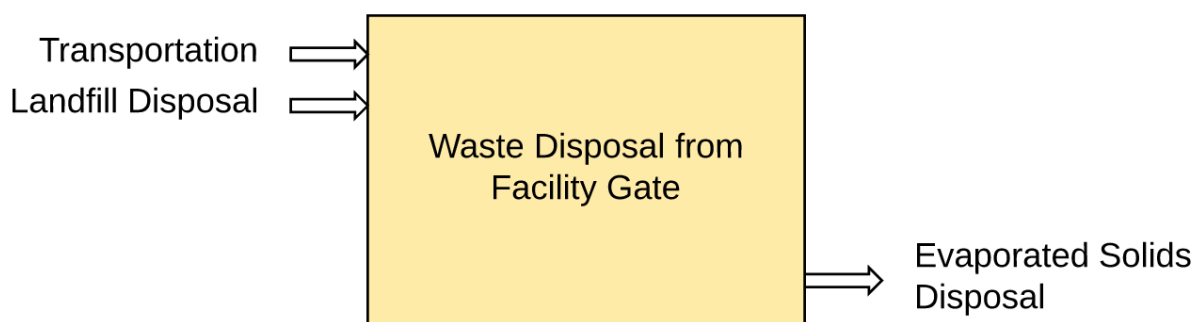 Transportation
Landfill Disposal
Waste Disposal from
Facility Gate
Evaporated Solids
Disposal